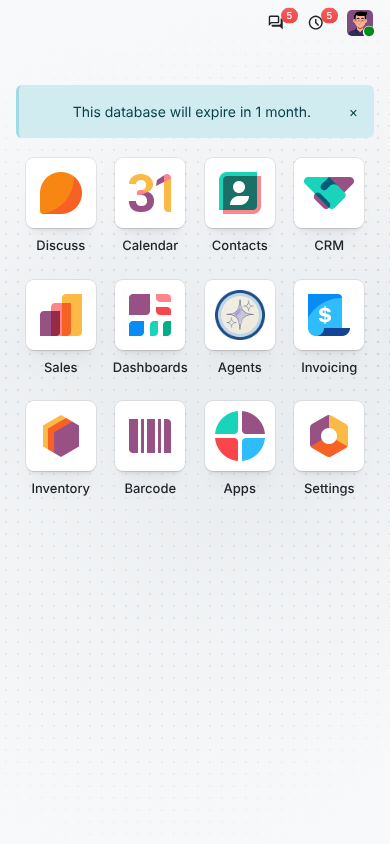 5
5
This database will expire in 1 month.
×
31
Discuss
Calendar
Contacts
CRM
$
Sales
Dashboards
Agents
Invoicing
Inventory
Barcode
Apps
Settings